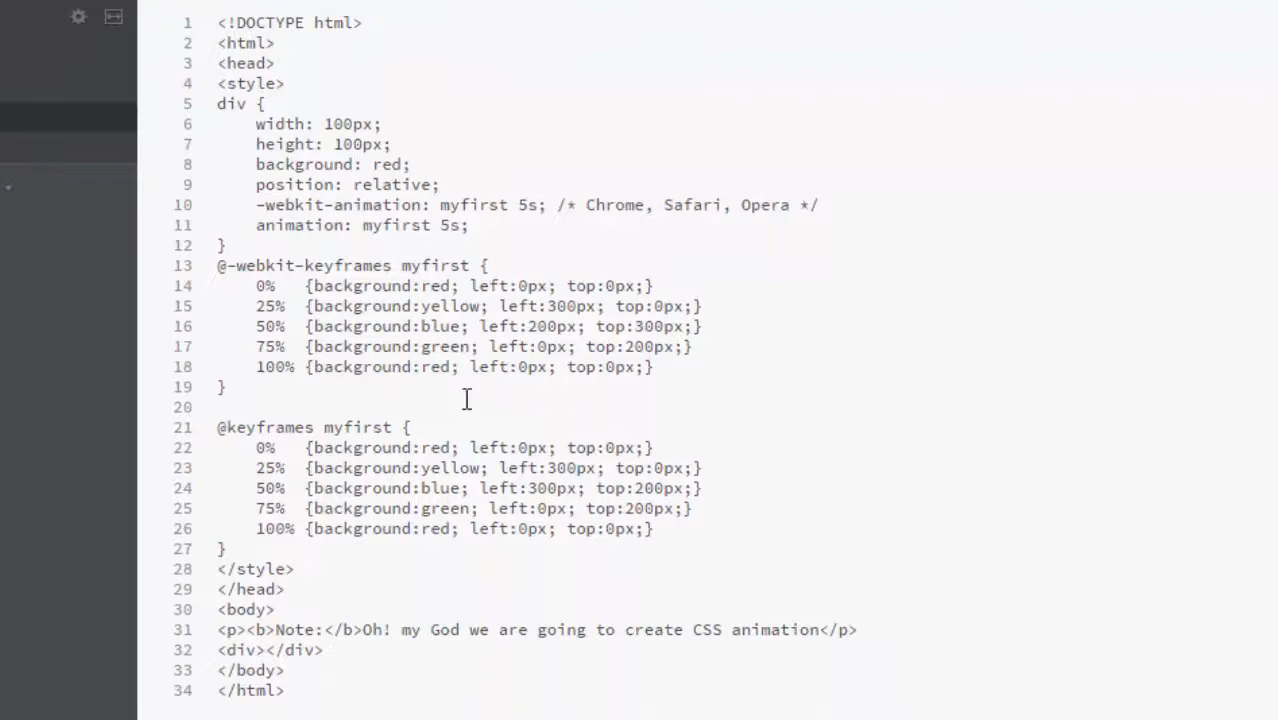 1 <!DOCTYPE html>
2 <html>
3 <head>
4 <style>
5 div {
6     width: 100px;
7     height: 100px;
8     background: red;
9     position: relative;
10     -webkit-animation: myfirst 5s; /* Chrome, Safari, Opera */
11     animation: myfirst 5s;
12 }
13 @-webkit-keyframes myfirst {
14     0%   {background:red; left:0px; top:0px;}
15     25%  {background:yellow; left:300px; top:0px;}
16     50%  {background:blue; left:200px; top:300px;}
17     75%  {background:green; left:0px; top:200px;}
18     100% {background:red; left:0px; top:0px;}
19 }
20
21 @keyframes myfirst {
22     0%   {background:red; left:0px; top:0px;}
23     25%  {background:yellow; left:300px; top:0px;}
24     50%  {background:blue; left:300px; top:200px;}
25     75%  {background:green; left:0px; top:200px;}
26     100% {background:red; left:0px; top:0px;}
27 }
28 </style>
29 </head>
30 <body>
31 <p><b>Note:</b>Oh! my God we are going to create CSS animation</p>
32 <div></div>
33 </body>
34 </html>